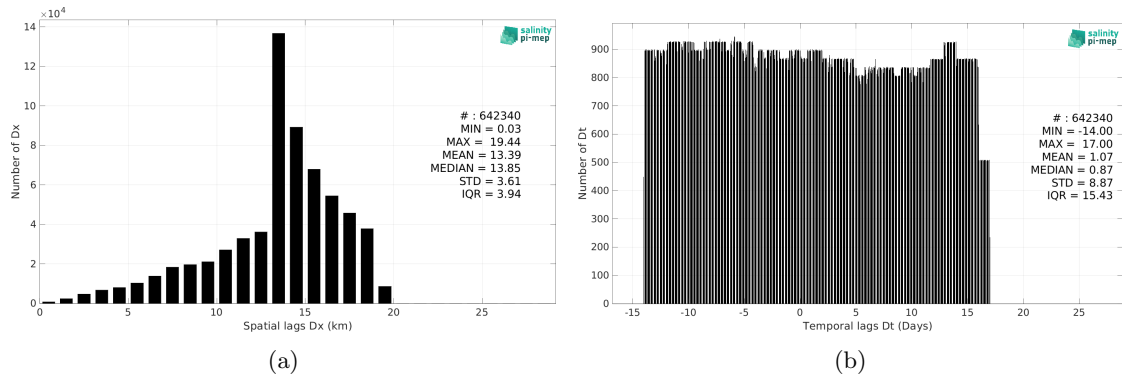 ×10⁴
14
12
10
8
6
4
2
0
Number of Dx
0 5 10 15 20 25
Spatial lags Dx (km)
salinity
pi-mep
# : 642340
MIN = 0.03
MAX = 19.44
MEAN = 13.39
MEDIAN = 13.85
STD = 3.61
IQR = 3.94
(a)
900
800
700
600
500
400
300
200
100
0
Number of Dt
-15 -10 -5 0 5 10 15 20 25
Temporal lags Dt (Days)
salinity
pi-mep
# : 642340
MIN = -14.00
MAX = 17.00
MEAN = 1.07
MEDIAN = 0.87
STD = 8.87
IQR = 15.43
(b)